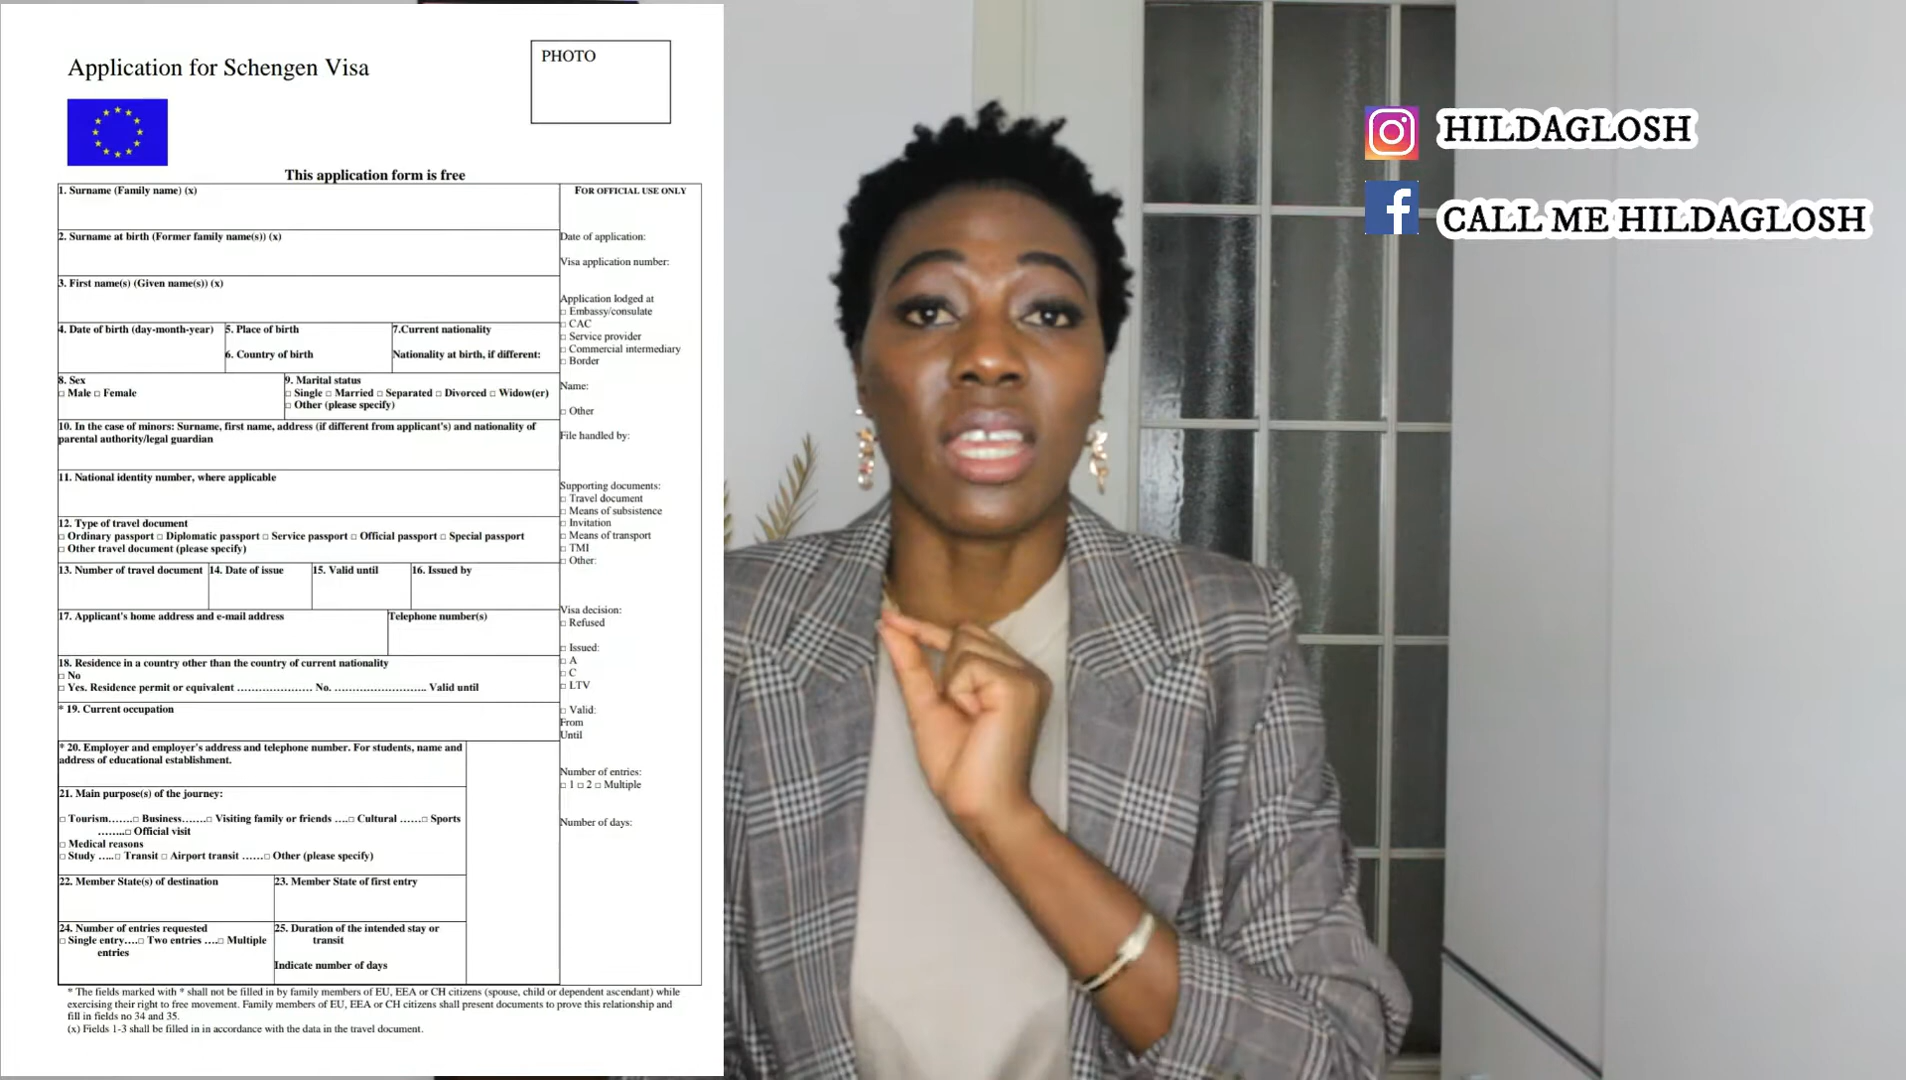 Application for Schengen Visa
PHOTO
This application form is free
1. Surname (Family name) (x)
2. Surname at birth (Former family name(s)) (x)
3. First name(s) (Given name(s)) (x)
4. Date of birth (day-month-year)
5. Place of birth
6. Country of birth
7.Current nationality
Nationality at birth, if different:
8. Sex
□ Male □ Female
9. Marital status
□ Single □ Married □ Separated □ Divorced □ Widow(er)
□ Other (please specify)
10. In the case of minors: Surname, first name, address (if different from applicant's) and nationality of
parental authority/legal guardian
11. National identity number, where applicable
12. Type of travel document
□ Ordinary passport □ Diplomatic passport □ Service passport □ Official passport □ Special passport
□ Other travel document (please specify)
13. Number of travel document
14. Date of issue
15. Valid until
16. Issued by
17. Applicant's home address and e-mail address
Telephone number(s)
18. Residence in a country other than the country of current nationality
□ No
□ Yes. Residence permit or equivalent ………………… No. …………………….. Valid until
* 19. Current occupation
* 20. Employer and employer's address and telephone number. For students, name and
address of educational establishment.
21. Main purpose(s) of the journey:
□ Tourism…….□ Business…….□ Visiting family or friends ….□ Cultural ……□ Sports
……..□ Official visit
□ Medical reasons
□ Study …..□ Transit □ Airport transit ……□ Other (please specify)
22. Member State(s) of destination
23. Member State of first entry
24. Number of entries requested
□ Single entry….□ Two entries ….□ Multiple
entries
25. Duration of the intended stay or
transit
Indicate number of days
FOR OFFICIAL USE ONLY
Date of application:
Visa application number:
Application lodged at
□ Embassy/consulate
□ CAC
□ Service provider
□ Commercial intermediary
□ Border
Name:
□ Other
File handled by:
Supporting documents:
□ Travel document
□ Means of subsistence
□ Invitation
□ Means of transport
□ TMI
□ Other:
Visa decision:
□ Refused
□ Issued:
□ A
□ C
□ LTV
□ Valid:
From
Until
Number of entries:
□ 1 □ 2 □ Multiple
Number of days:
* The fields marked with * shall not be filled in by family members of EU, EEA or CH citizens (spouse, child or dependent ascendant) while
exercising their right to free movement. Family members of EU, EEA or CH citizens shall present documents to prove this relationship and
fill in fields no 34 and 35.
(x) Fields 1-3 shall be filled in in accordance with the data in the travel document.
HILDAGLOSH
CALL ME HILDAGLOSH